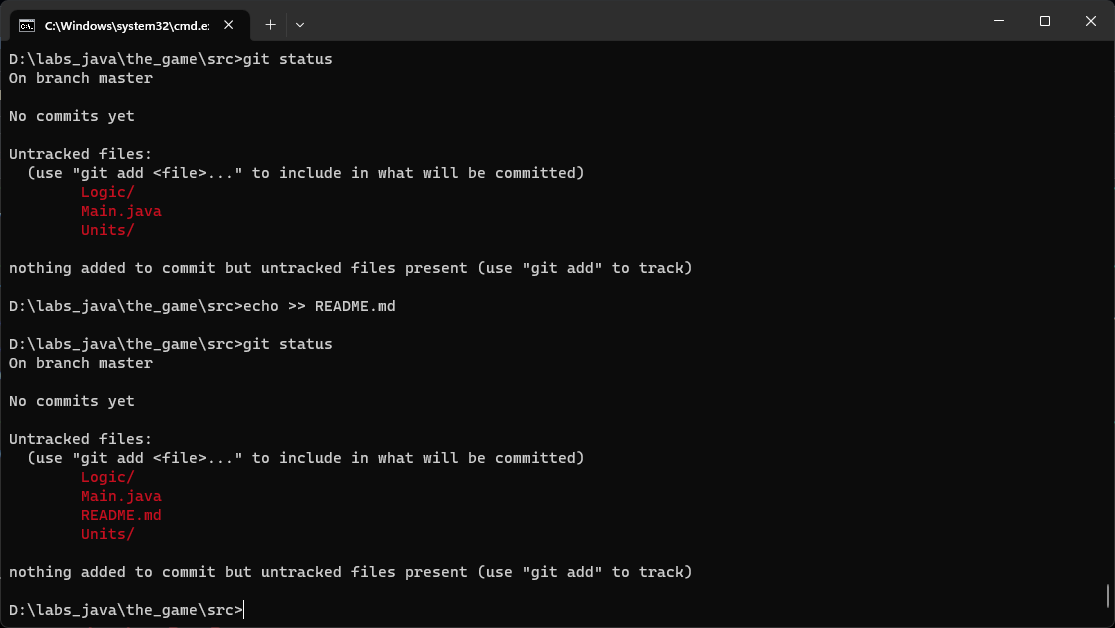 C:\Windows\system32\cmd.e:
D:\labs_java\the_game\src>git status
On branch master
No commits yet
Untracked files:
  (use "git add <file>..." to include in what will be committed)
        Logic/
        Main.java
        Units/
nothing added to commit but untracked files present (use "git add" to track)
D:\labs_java\the_game\src>echo >> README.md
D:\labs_java\the_game\src>git status
On branch master
No commits yet
Untracked files:
  (use "git add <file>..." to include in what will be committed)
        Logic/
        Main.java
        README.md
        Units/
nothing added to commit but untracked files present (use "git add" to track)
D:\labs_java\the_game\src>